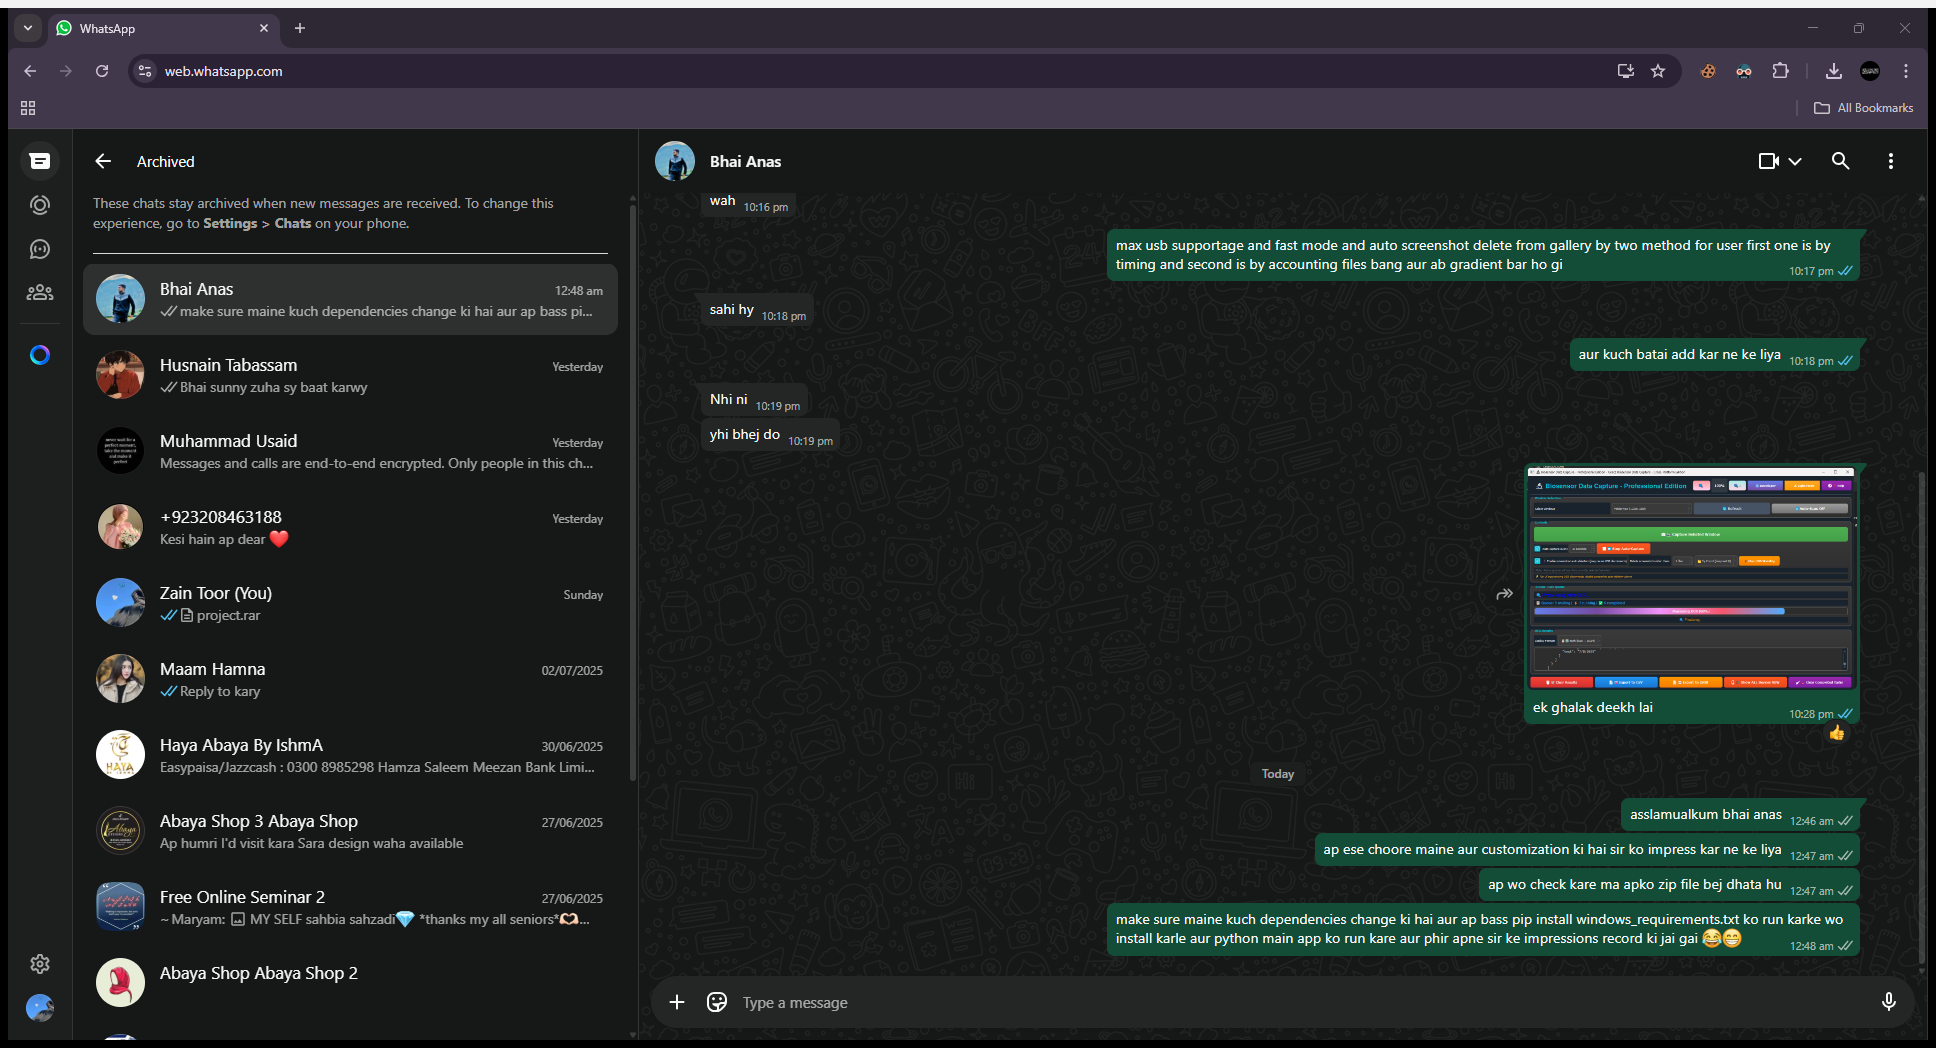 WhatsApp
web.whatsapp.com
All Bookmarks
Archived
These chats stay archived when new messages are received. To change this
experience, go to Settings > Chats on your phone.
Bhai Anas
12:48 am
make sure maine kuch dependencies change ki hai aur ap bass pi...
Husnain Tabassam
Yesterday
Bhai sunny zuha sy baat karwy
Muhammad Usaid
Yesterday
Messages and calls are end-to-end encrypted. Only people in this ch...
+923208463188
Yesterday
Kesi hain ap dear ❤️
Zain Toor (You)
Sunday
project.rar
Maam Hamna
02/07/2025
Reply to kary
Haya Abaya By IshmA
30/06/2025
Easypaisa/Jazzcash : 0300 8985298 Hamza Saleem Meezan Bank Limi...
HAYA
Abaya Shop 3 Abaya Shop
27/06/2025
Ap humri I'd visit kara Sara design waha available
Abaya
Free Online Seminar 2
27/06/2025
~ Maryam: MY SELF sahbia sahzadi💎 *thanks my all seniors*🫶...
Abaya Shop Abaya Shop 2
Bhai Anas
wah
10:16 pm
max usb supportage and fast mode and auto screenshot delete from gallery by two method for user first one is by
timing and second is by accounting files bang aur ab gradient bar ho gi
10:17 pm
sahi hy
10:18 pm
aur kuch batai add kar ne ke liya
10:18 pm
Nhi ni
10:19 pm
yhi bhej do
10:19 pm
Biosensor Data Capture - Professional Edition
100%
Capture Selected Window
Stop Auto-Capture
ek ghalak deekh lai
10:28 pm
👍
Today
asslamualkum bhai anas
12:46 am
ap ese choore maine aur customization ki hai sir ko impress kar ne ke liya
12:47 am
ap wo check kare ma apko zip file bej dhata hu
12:47 am
make sure maine kuch dependencies change ki hai aur ap bass pip install windows_requirements.txt ko run karke wo
install karle aur python main app ko run kare aur phir apne sir ke impressions record ki jai gai 😂😁
12:48 am
Type a message